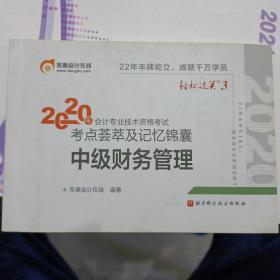 东奥会计在线
www.dongao.com
22年丰碑屹立，成就千万学员
轻松过关® 3
2020年会计专业技术资格考试
考点荟萃及记忆锦囊
中级财务管理
东奥会计在线 编著
北京科学技术出版社
FINANCIAL
MANAGEMENT
2020
202